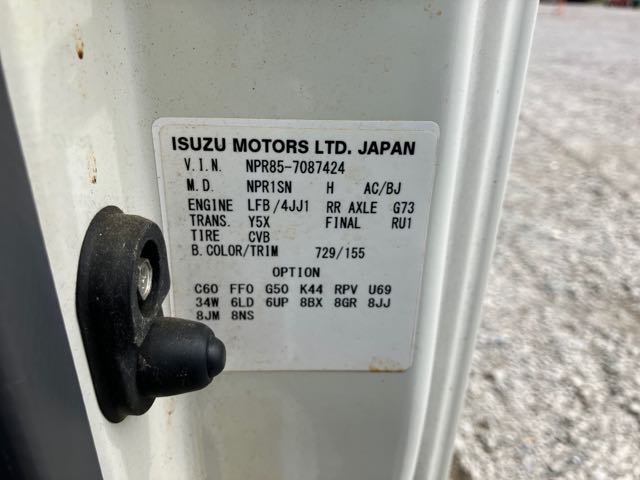 ISUZU MOTORS LTD. JAPAN
V.I.N. NPR85-7087424
M.D. NPR1SN H AC/BJ
ENGINE LFB/4JJ1 RR AXLE G73
TRANS. Y5X FINAL RU1
TIRE CVB
B.COLOR/TRIM 729/155
OPTION
C60 FF0 G50 K44 RPV U69
34W 6LD 6UP 8BX 8GR 8JJ
8JM 8NS